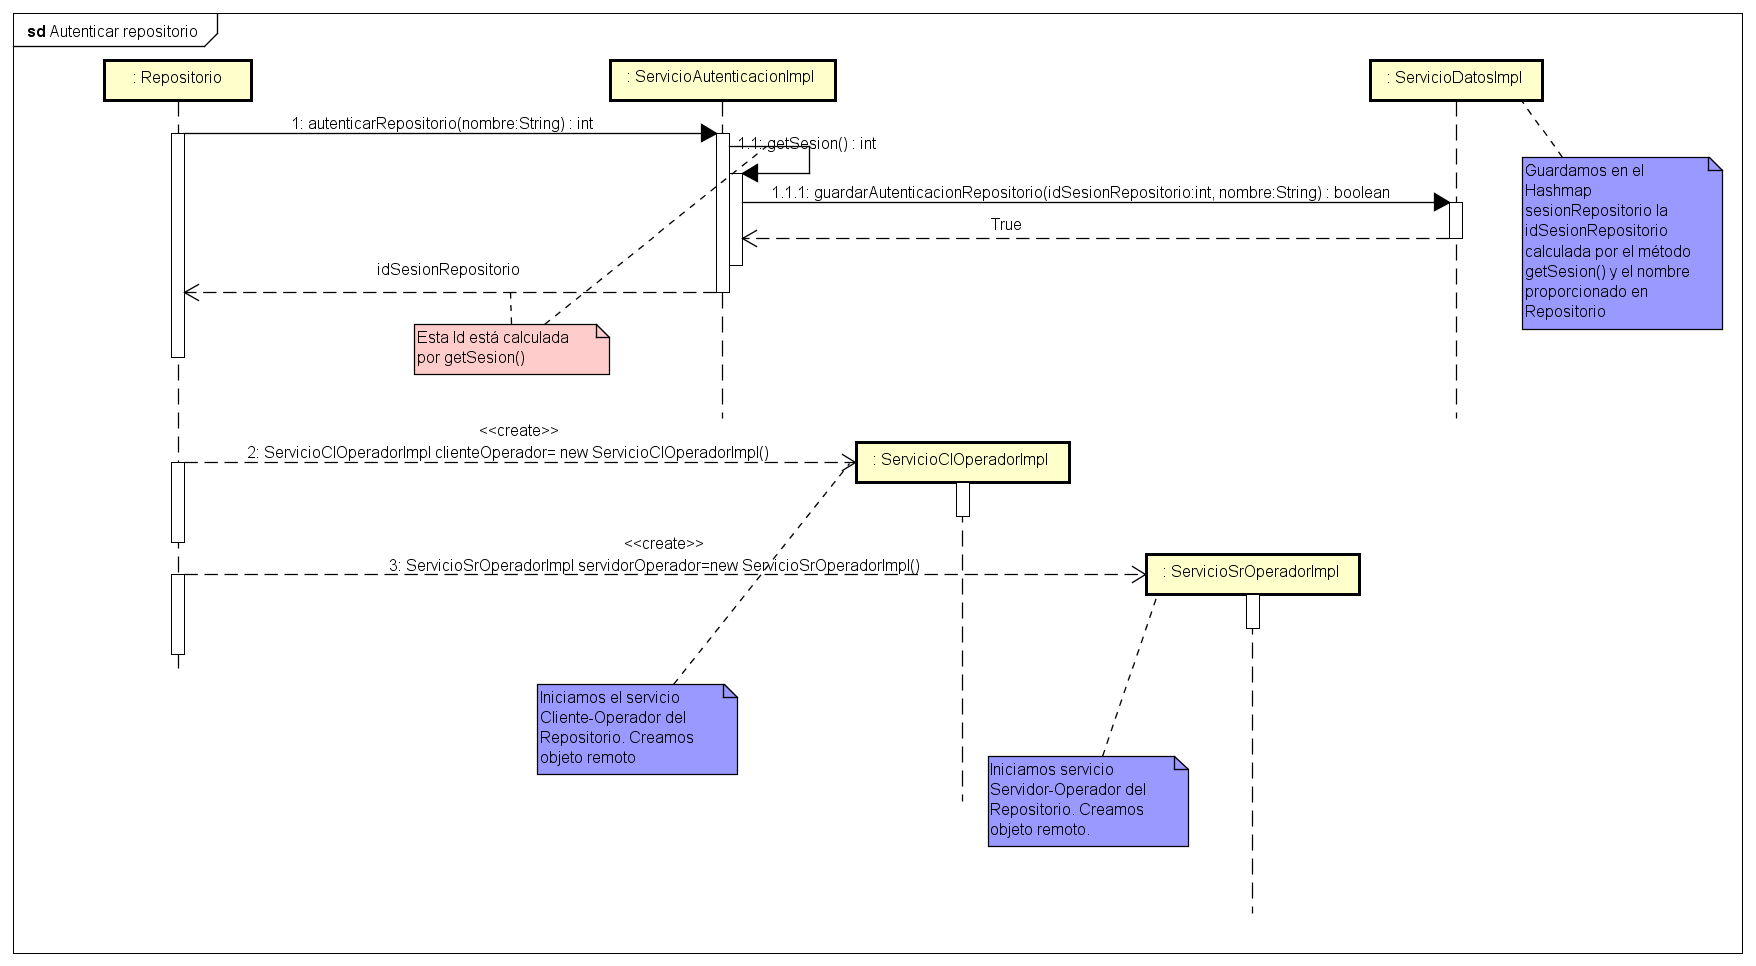 sd Autenticar repositorio
: Repositorio
: ServicioAutenticacionImpl
: ServicioDatosImpl
1: autenticarRepositorio(nombre:String) : int
1.1: getSesion() : int
1.1.1: guardarAutenticacionRepositorio(idSesionRepositorio:int, nombre:String) : boolean
True
idSesionRepositorio
Guardamos en el
Hashmap
sesionRepositorio la
idSesionRepositorio
calculada por el método
getSesion() y el nombre
proporcionado en
Repositorio
Esta Id está calculada
por getSesion()
<<create>>
2: ServicioClOperadorImpl clienteOperador= new ServicioClOperadorImpl()
: ServicioClOperadorImpl
<<create>>
3: ServicioSrOperadorImpl servidorOperador=new ServicioSrOperadorImpl()
: ServicioSrOperadorImpl
Iniciamos el servicio
Cliente-Operador del
Repositorio. Creamos
objeto remoto
Iniciamos servicio
Servidor-Operador del
Repositorio. Creamos
objeto remoto.